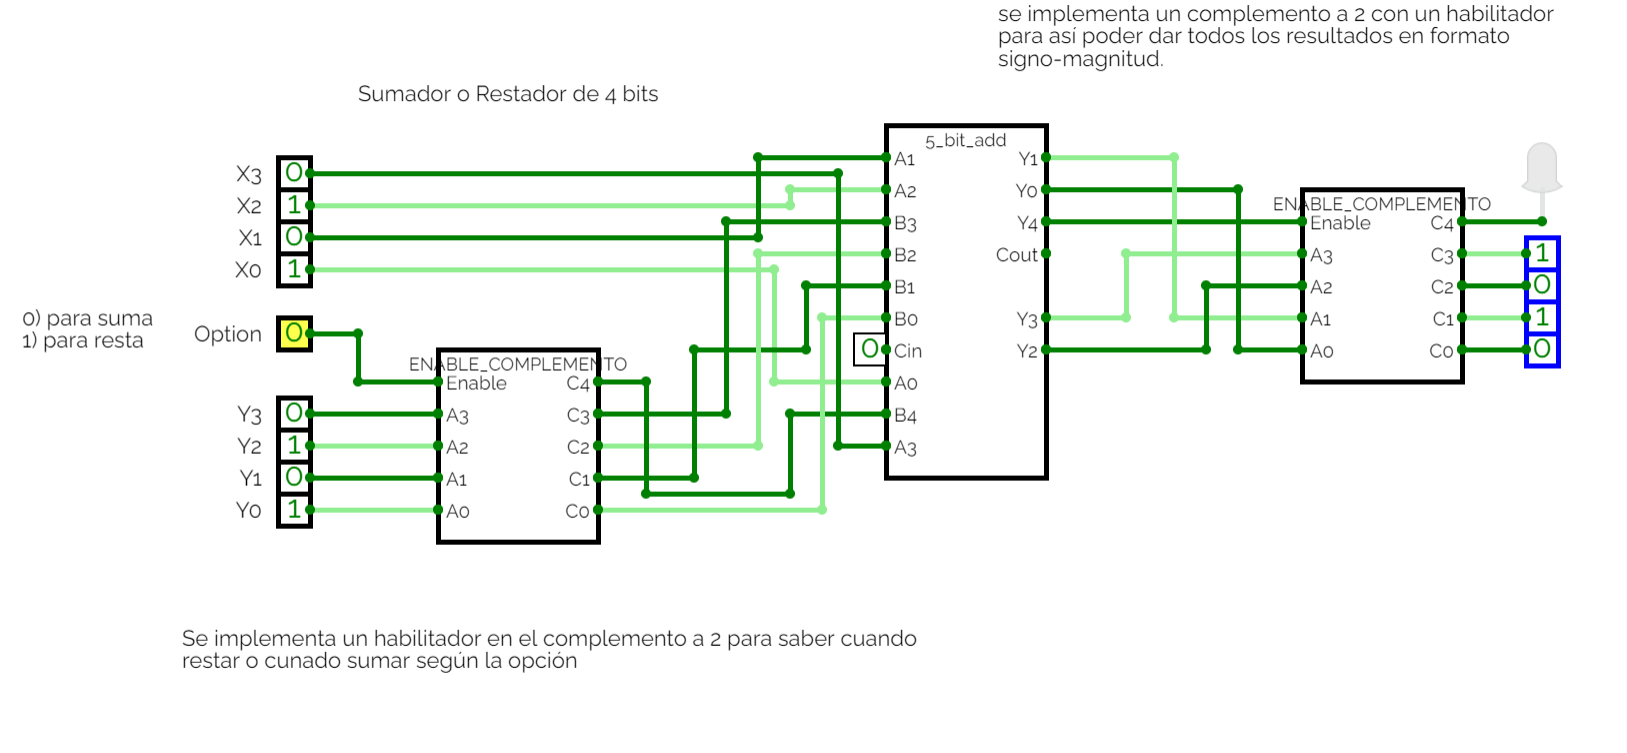 se implementa un complemento a 2 con un habilitador
para así poder dar todos los resultados en formato
signo-magnitud.
Sumador o Restador de 4 bits
X3 0
X2 1
X1 0
X0 1
0) para suma
1) para resta
Option 0
Y3 0
Y2 1
Y1 0
Y0 1
ENABLE_COMPLEMENTO
Enable C4
A3 C3
A2 C2
A1 C1
A0 C0
5_bit_add
A1 Y1
A2 Y0
B3 Y4
B2 Cout
B1
B0 Y3
0 Cin Y2
A0
B4
A3
ENABLE_COMPLEMENTO
Enable C4
A3 C3 1
A2 C2 0
A1 C1 1
A0 C0 0
Se implementa un habilitador en el complemento a 2 para saber cuando
restar o cunado sumar según la opción